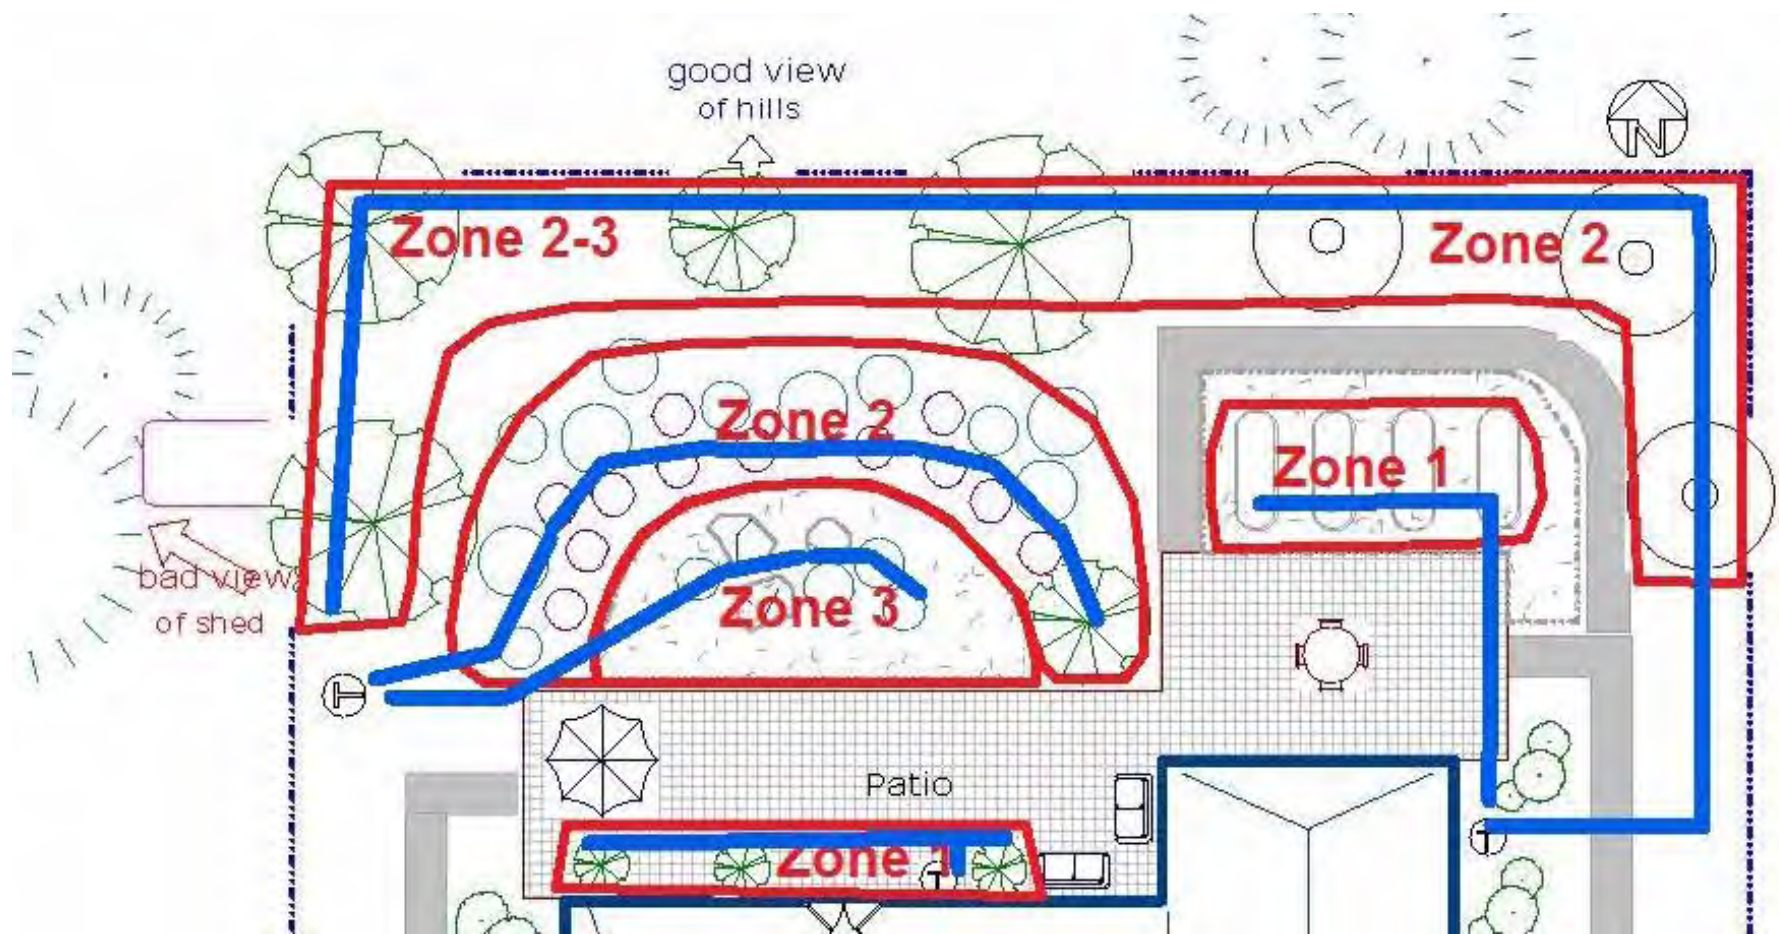 good view
of hills
N
Zone 2-3
Zone 2
Zone 2
Zone 1
bad view
of shed
Zone 3
T
Patio
T
Zone 1
T